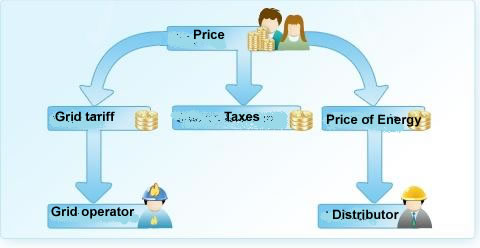 Price
Grid tariff
Taxes
Price of Energy
Grid operator
Distributor